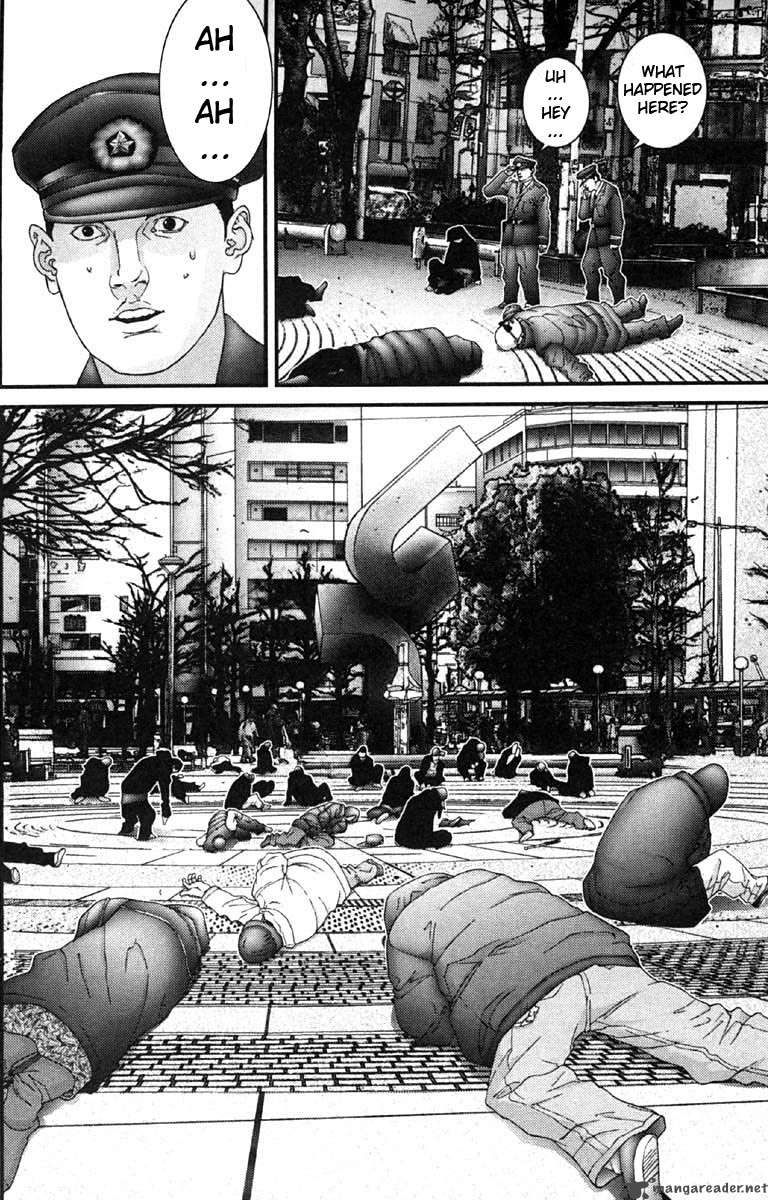 WHAT
HAPPENED
HERE?
UH
...
HEY
...
AH
...
AH
...
mangareader.net